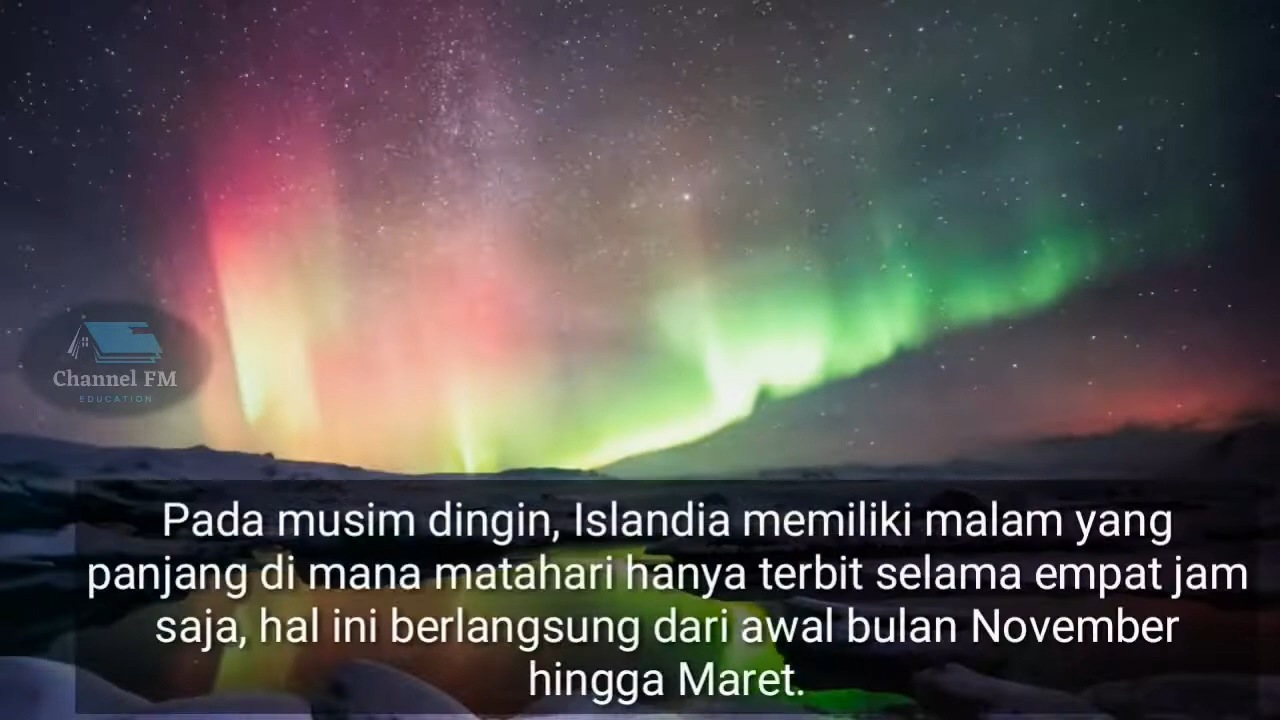 Channel FM
EDUCATION
Pada musim dingin, Islandia memiliki malam yang
panjang di mana matahari hanya terbit selama empat jam
saja, hal ini berlangsung dari awal bulan November
hingga Maret.